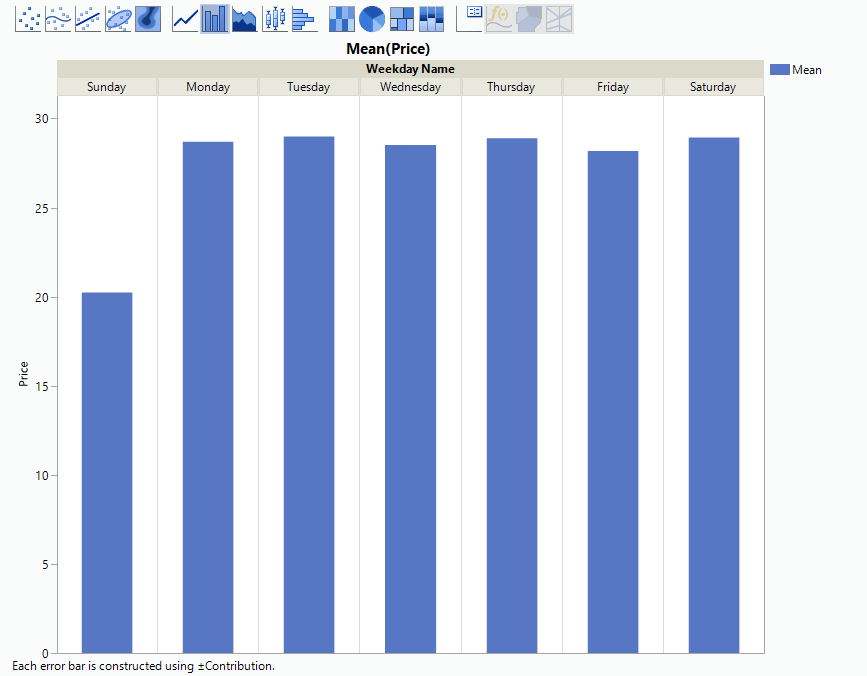 Mean(Price)
Weekday Name
Mean
Sunday Monday Tuesday Wednesday Thursday Friday Saturday
30
25
20
Price
15
10
5
0
Each error bar is constructed using ±Contribution.